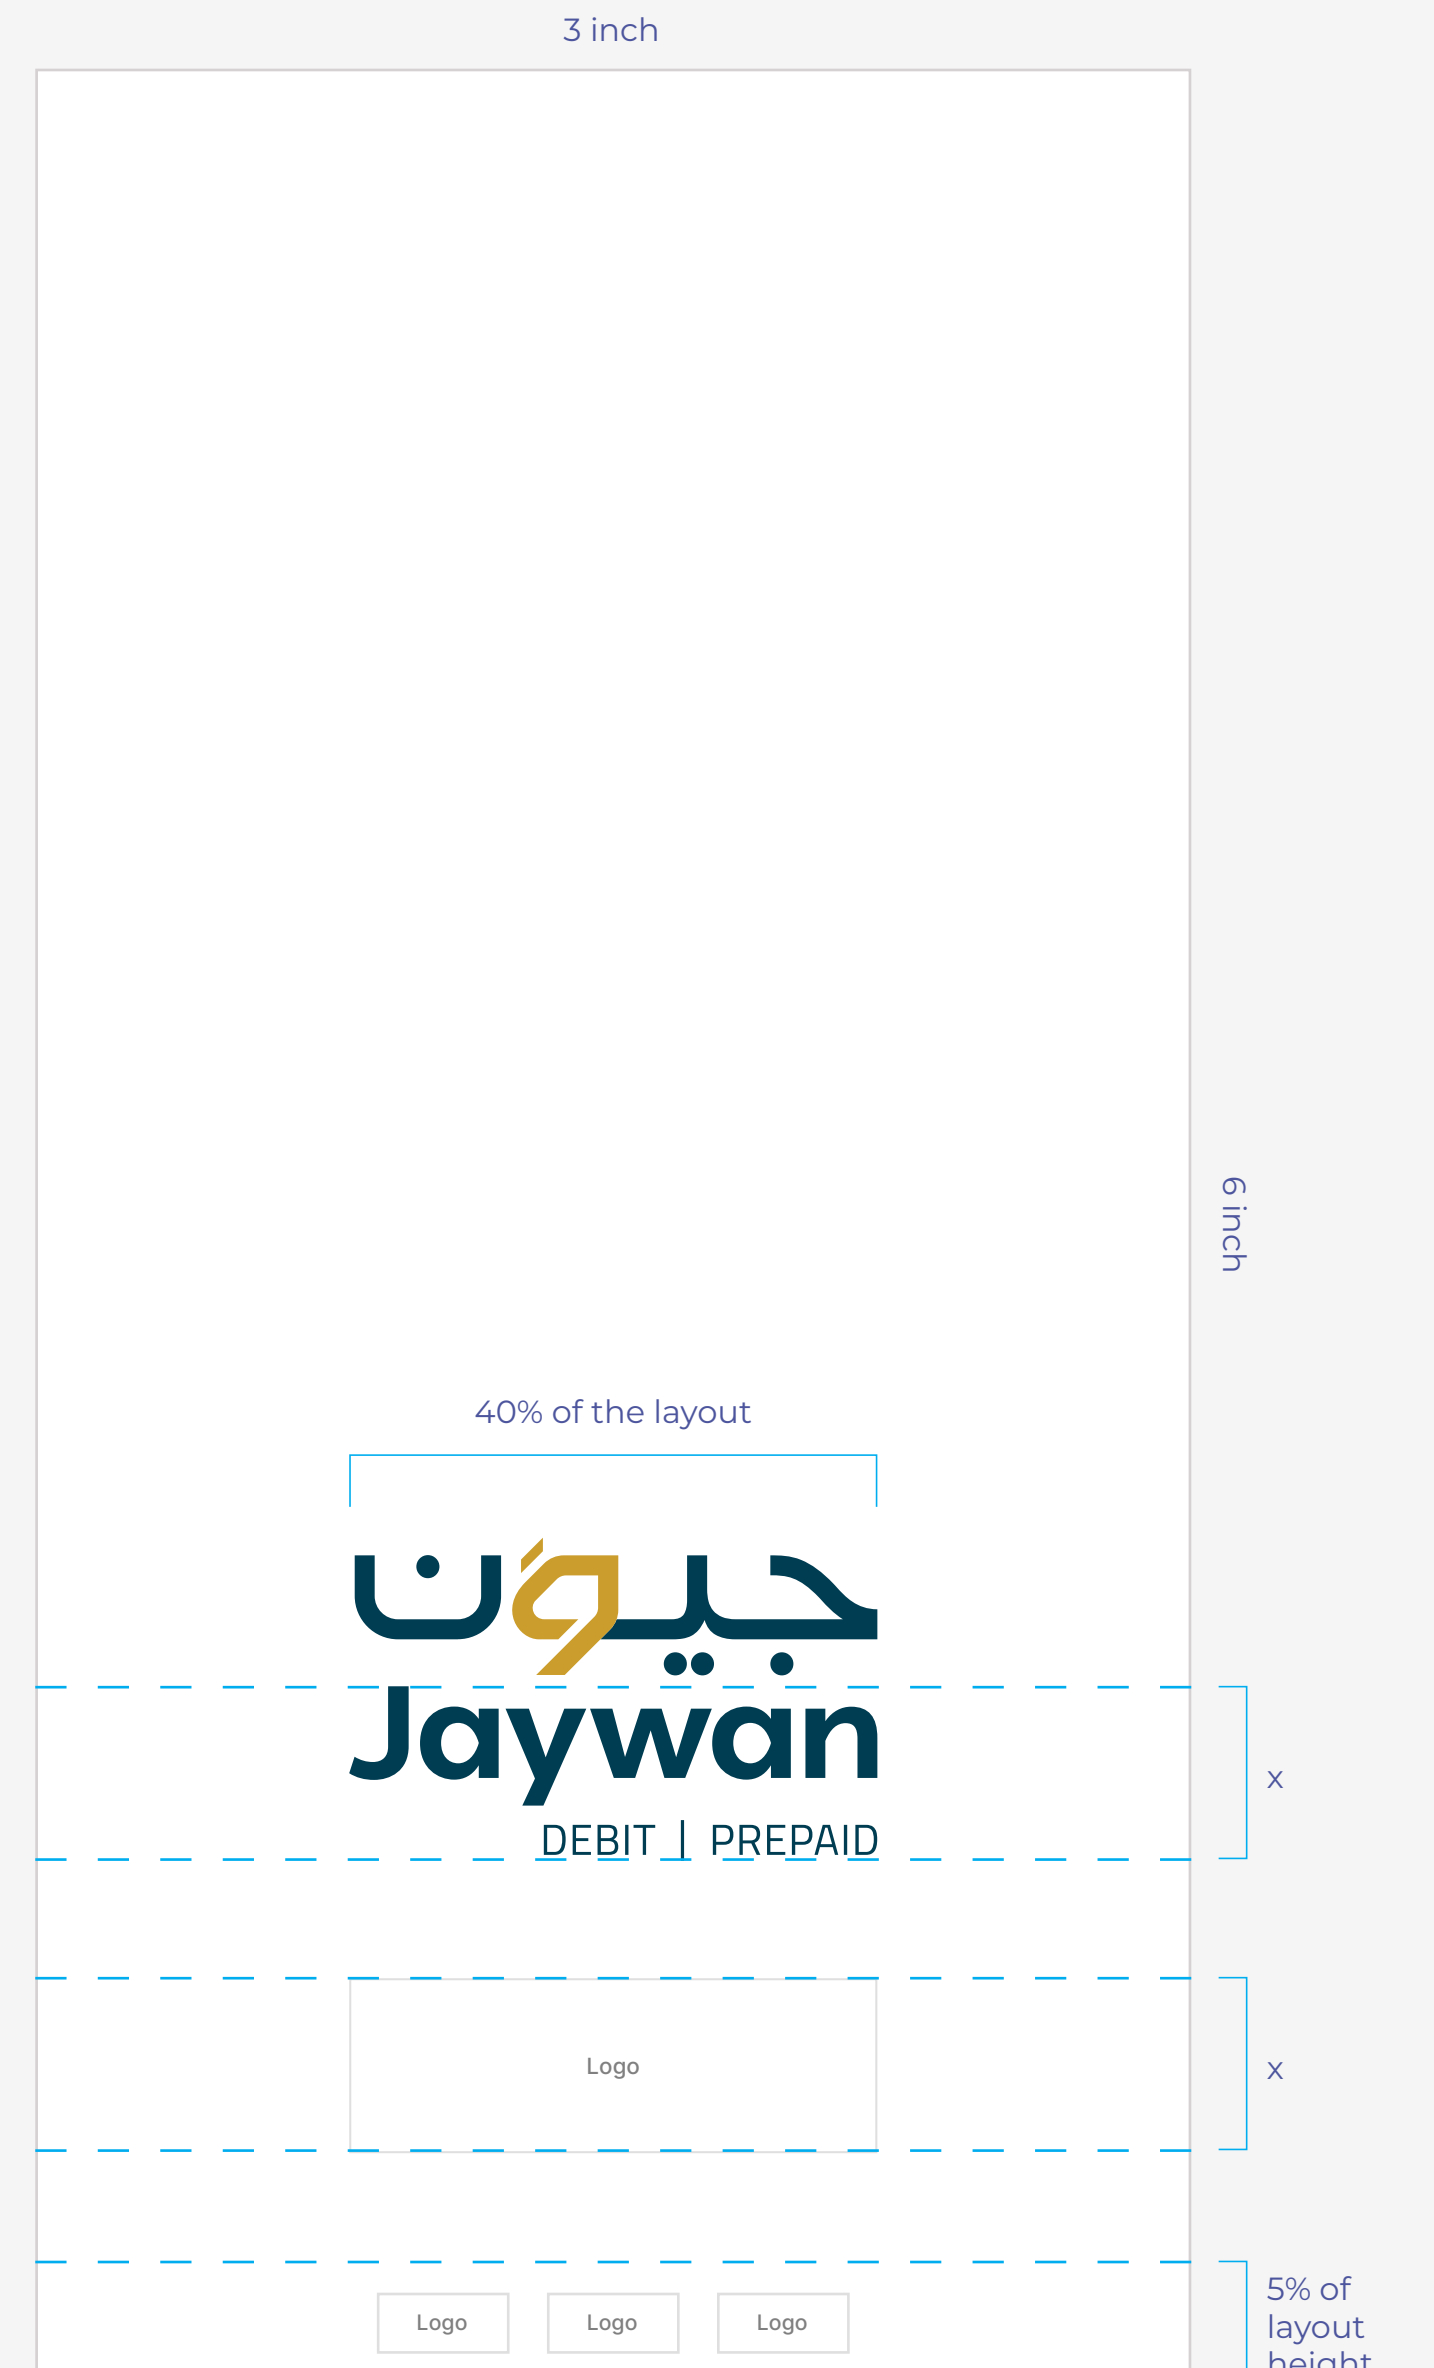 3 inch
6 inch
40% of the layout
جيون
Jaywan
DEBIT | PREPAID
x
Logo
x
5% of
layout
height
Logo Logo Logo